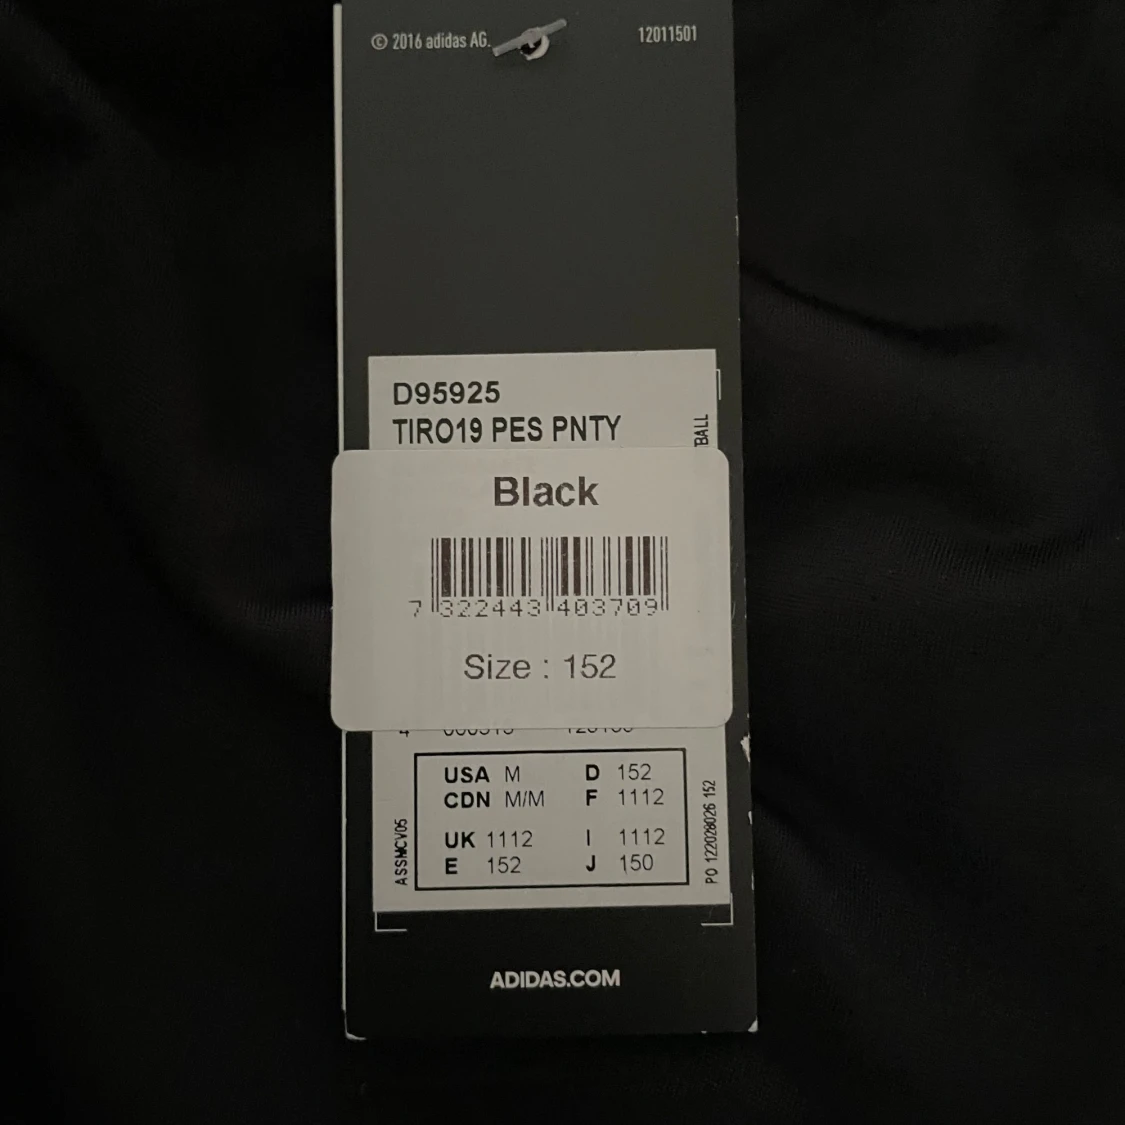 © 2016 adidas AG.
12011501
D95925
TIRO19 PES PNTY
BALL
Black
7 322443 403709
Size : 152
USA M D 152
CDN M/M F 1112
UK 1112 I 1112
E 152 J 150
ASSMCV05
PO 122028026 152
ADIDAS.COM